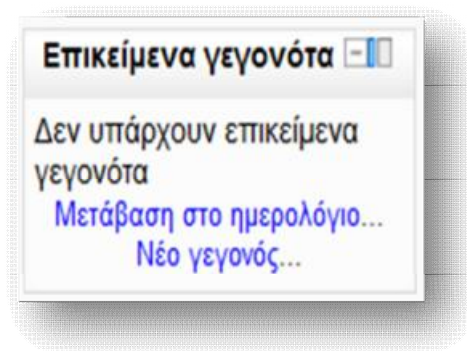 Επικείμενα γεγονότα
Δεν υπάρχουν επικείμενα
γεγονότα
Μετάβαση στο ημερολόγιο...
Νέο γεγονός...